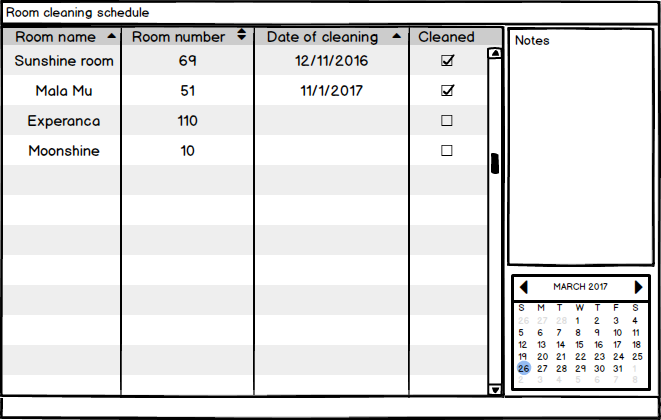 Room cleaning schedule
Room name Room number Date of cleaning Cleaned
Sunshine room 69 12/11/2016
Mala Mu 51 11/1/2017
Experanca 110
Moonshine 10
Notes
MARCH 2017
S M T W T F S
26 27 28 1 2 3 4
5 6 7 8 9 10 11
12 13 14 15 16 17 18
19 20 21 22 23 24 25
26 27 28 29 30 31 1
2 3 4 5 6 7 8